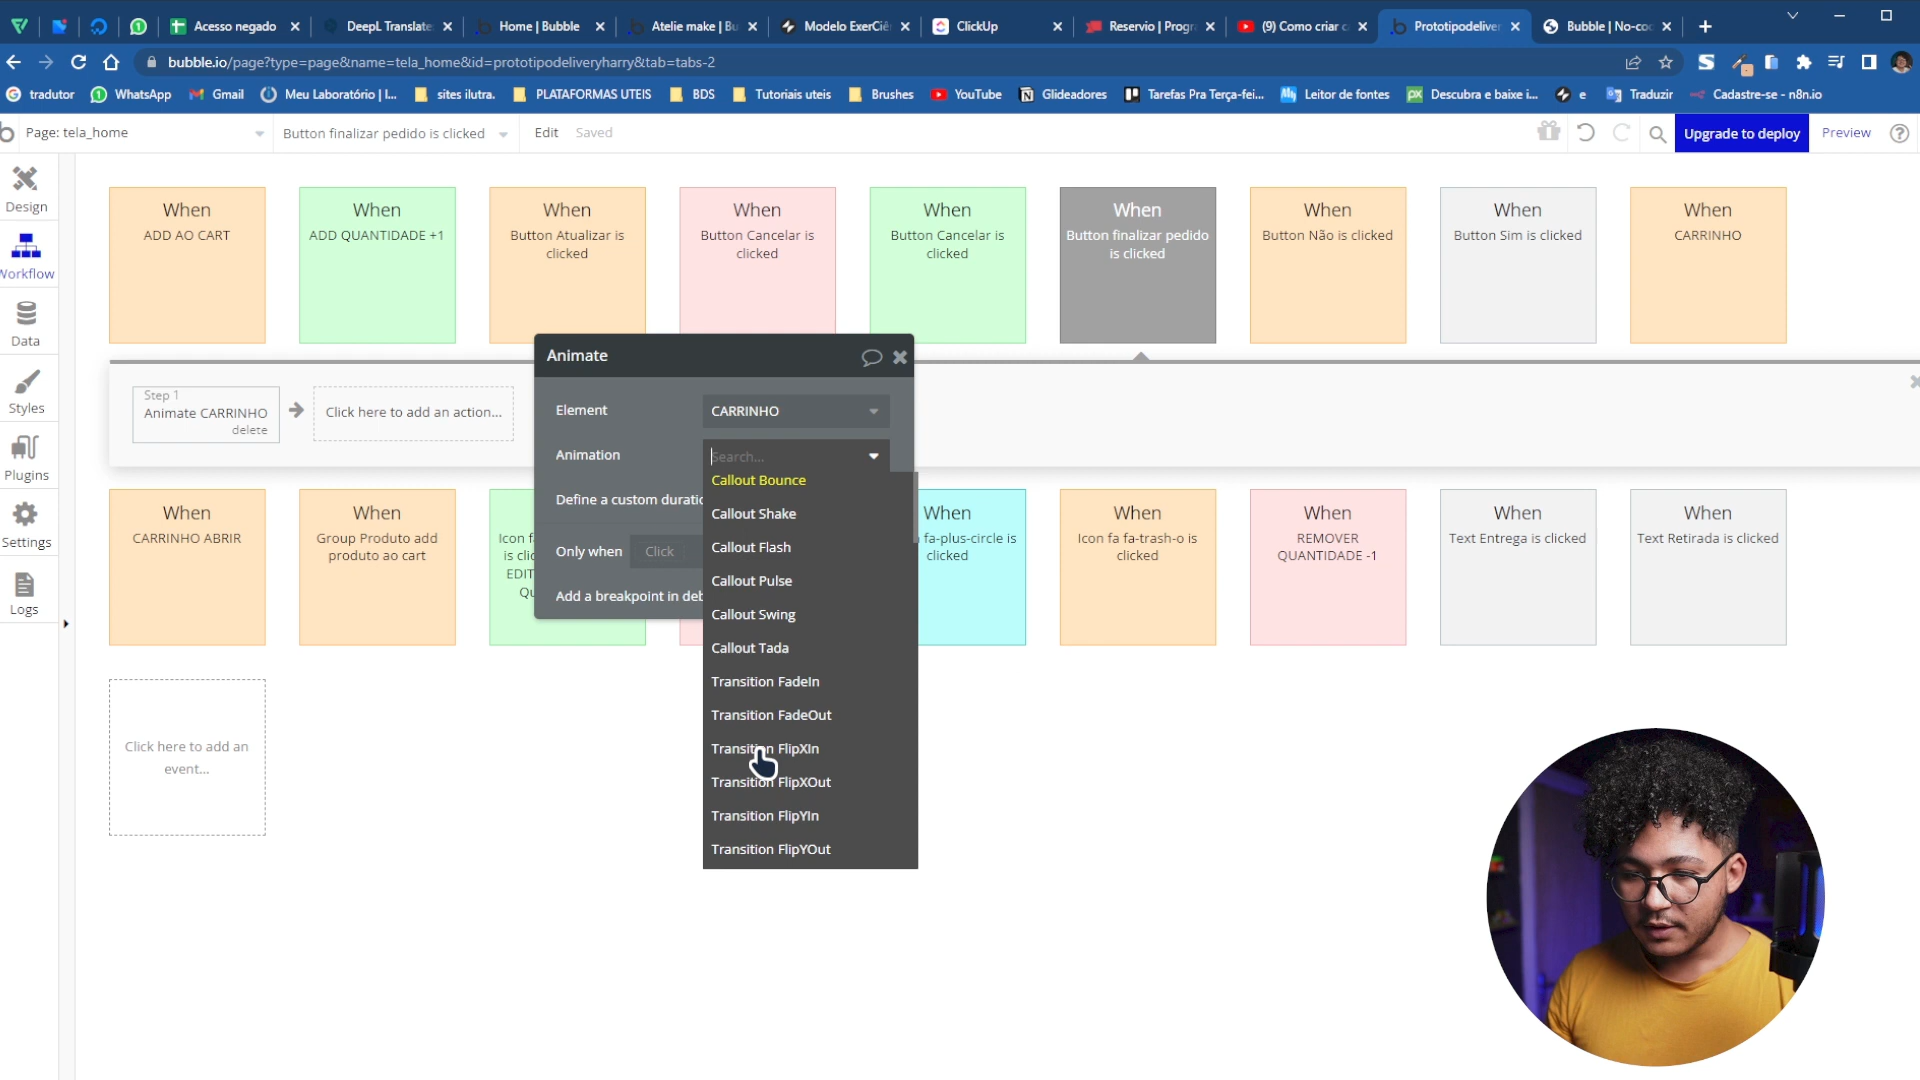 Acesso negado
DeepL Translate
Home | Bubble
Atelie make | Bu
Modelo ExerCiê
ClickUp
Reservio | Progr
(9) Como criar c
Prototipodeliver
Bubble | No-co
bubble.io/page?type=page&name=tela_home&id=prototipodeliveryharry&tab=tabs-2
tradutor
WhatsApp
Gmail
Meu Laboratório | I...
sites ilutra.
PLATAFORMAS UTEIS
BDS
Tutoriais uteis
Brushes
YouTube
Glideadores
Tarefas Pra Terça-fei...
Leitor de fontes
Descubra e baixe i...
e
Traduzir
Cadastre-se - n8n.io
Page: tela_home
Button finalizar pedido is clicked
Edit
Saved
Upgrade to deploy
Preview
Design
Workflow
Data
Styles
Plugins
Settings
Logs
When
ADD AO CART
When
ADD QUANTIDADE +1
When
Button Atualizar is
clicked
When
Button Cancelar is
clicked
When
Button Cancelar is
clicked
When
Button finalizar pedido
is clicked
When
Button Não is clicked
When
Button Sim is clicked
When
CARRINHO
Step 1
Animate CARRINHO
delete
Click here to add an action...
Animate
Element
CARRINHO
Animation
Search...
Define a custom duratio
Only when
Click
Add a breakpoint in deb
Callout Bounce
Callout Shake
Callout Flash
Callout Pulse
Callout Swing
Callout Tada
Transition FadeIn
Transition FadeOut
Transition FlipXIn
Transition FlipXOut
Transition FlipYIn
Transition FlipYOut
When
CARRINHO ABRIR
When
Group Produto add
produto ao cart
Icon f
is clic
EDIT
Qu
When
fa-plus-circle is
clicked
When
Icon fa fa-trash-o is
clicked
When
REMOVER
QUANTIDADE -1
When
Text Entrega is clicked
When
Text Retirada is clicked
Click here to add an
event...